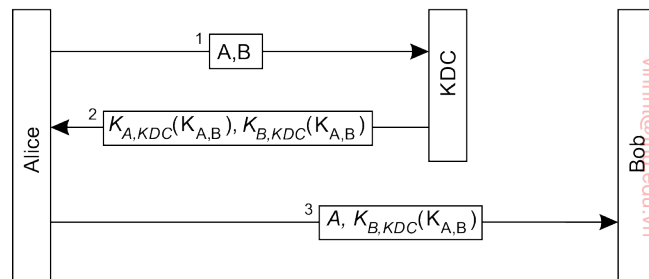 1 A,B
KDC
2 K_{A,KDC}(K_{A,B}), K_{B,KDC}(K_{A,B})
Alice
Bob
3 A, K_{B,KDC}(K_{A,B})